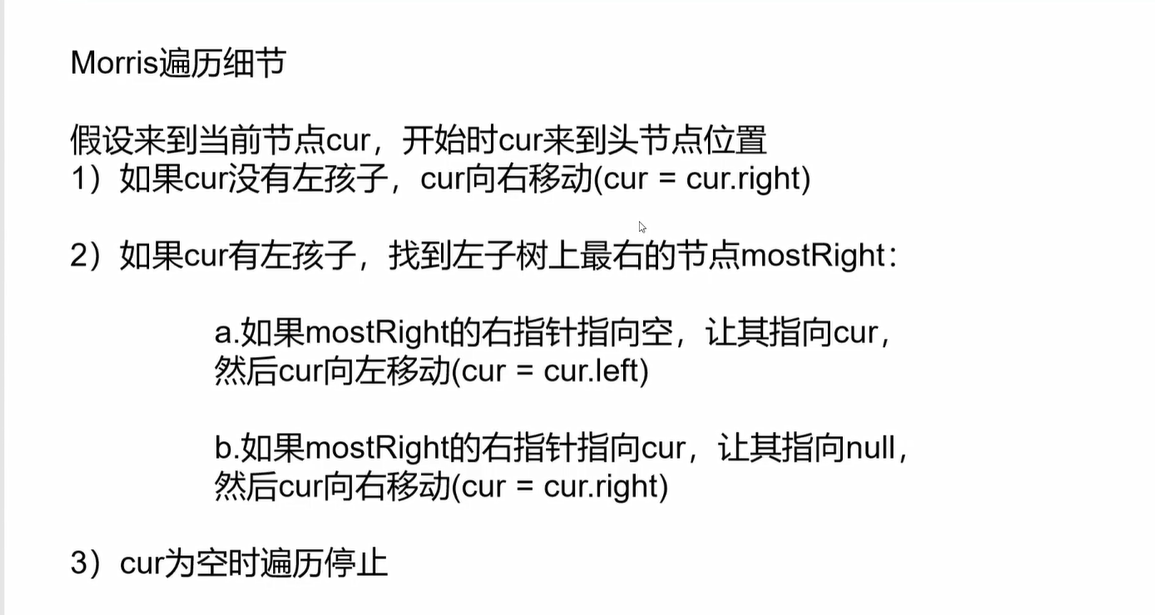 Morris遍历细节
假设来到当前节点cur，开始时cur来到头节点位置
1）如果cur没有左孩子，cur向右移动(cur = cur.right)
2）如果cur有左孩子，找到左子树上最右的节点mostRight：
a.如果mostRight的右指针指向空，让其指向cur，
然后cur向左移动(cur = cur.left)
b.如果mostRight的右指针指向cur，让其指向null，
然后cur向右移动(cur = cur.right)
3）cur为空时遍历停止